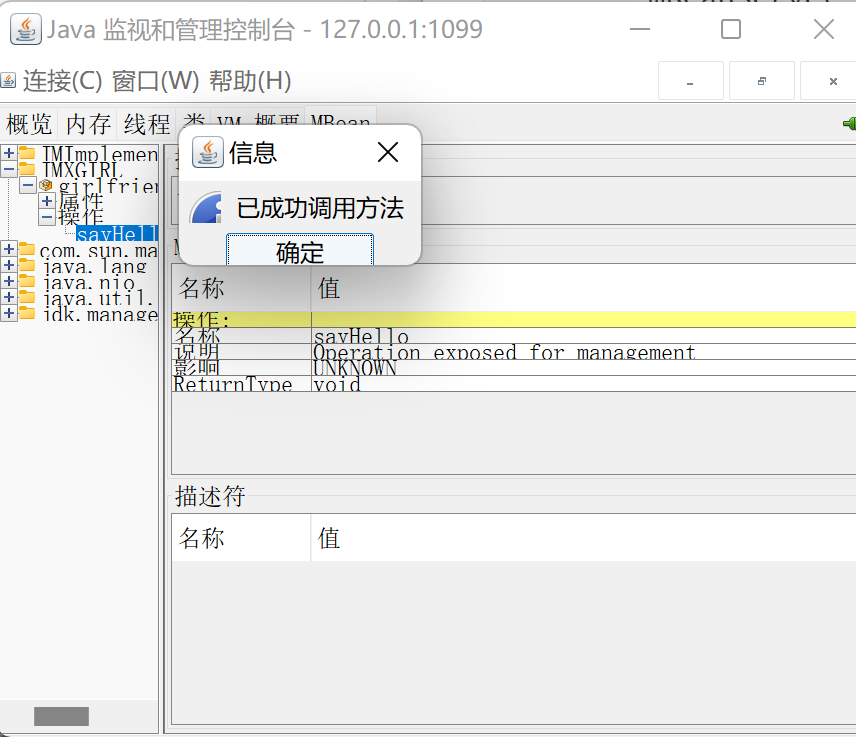 Java 监视和管理控制台 - 127.0.0.1:1099
连接(C) 窗口(W) 帮助(H)
概览 内存 线程 类 VM 概要 MBean
信息
已成功调用方法
确定
JMImplemen
JMXGIRL
girlfrien
属性
操作
sayHell
com.sun.ma
java.lang
java.nio
java.util.
jdk.manage
名称 值
操作:
名称 sayHello
说明 Operation exposed for management
影响 UNKNOWN
ReturnType void
描述符
名称 值